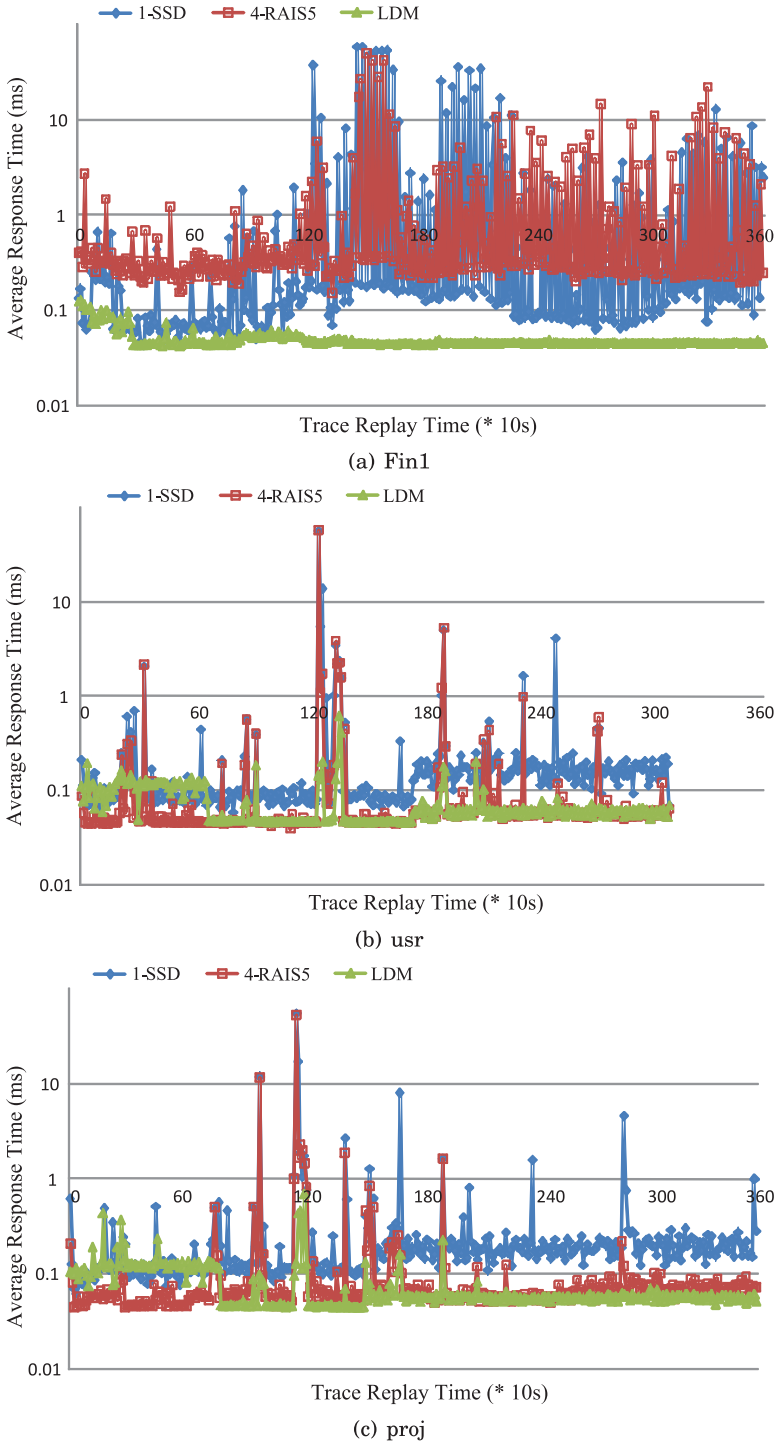 1-SSD 4-RAIS5 LDM
Average Response Time (ms)
10
1
0.1
0.01
0 60 120 180 240 300 360
Trace Replay Time (* 10s)
(a) Fin1
1-SSD 4-RAIS5 LDM
Average Response Time (ms)
10
1
0.1
0.01
0 60 120 180 240 300 360
Trace Replay Time (* 10s)
(b) usr
1-SSD 4-RAIS5 LDM
Average Response Time (ms)
10
1
0.1
0.01
0 60 120 180 240 300 360
Trace Replay Time (* 10s)
(c) proj